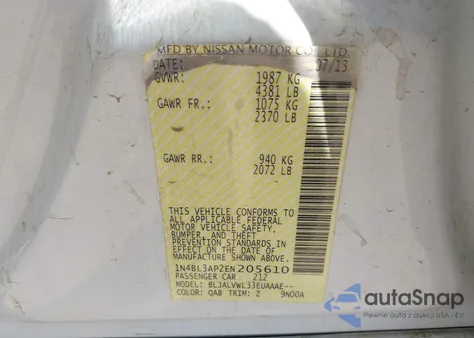 MFD BY NISSAN MOTOR CO., LTD.
DATE: 07/13
GVWR: 1987 KG
4381 LB
GAWR FR.: 1075 KG
2370 LB
GAWR RR.: 940 KG
2072 LB
THIS VEHICLE CONFORMS TO
ALL APPLICABLE FEDERAL
MOTOR VEHICLE SAFETY,
BUMPER, AND THEFT
PREVENTION STANDARDS IN
EFFECT ON THE DATE OF
MANUFACTURE SHOWN ABOVE.
1N4BL3AP2EN205610
PASSENGER CAR 212
MODEL: BLJALVWL33EUAAAE--
COLOR: QAB TRIM: Z 9N00A
autaSnap
Pewne auta z USA i Kanady